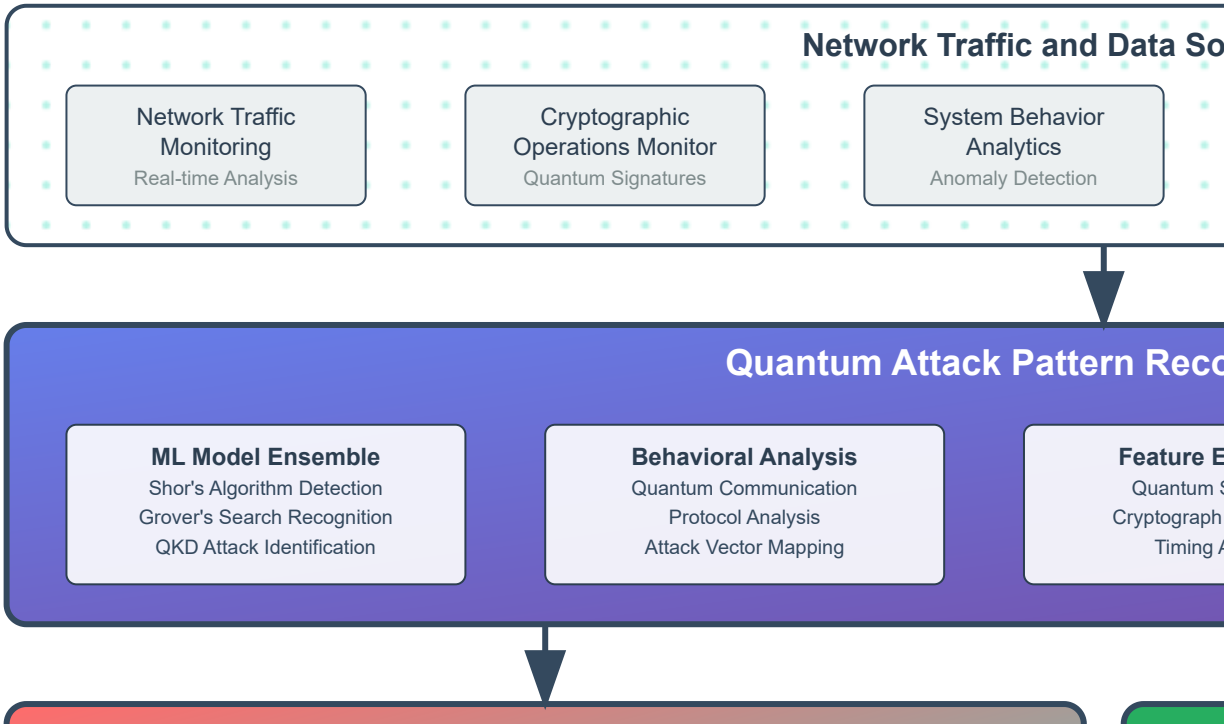 Network Traffic and Data So
Network Traffic
Monitoring
Real-time Analysis
Cryptographic
Operations Monitor
Quantum Signatures
System Behavior
Analytics
Anomaly Detection
Quantum Attack Pattern Reco
ML Model Ensemble
Shor's Algorithm Detection
Grover's Search Recognition
QKD Attack Identification
Behavioral Analysis
Quantum Communication
Protocol Analysis
Attack Vector Mapping
Feature E
Quantum S
Cryptograph
Timing A